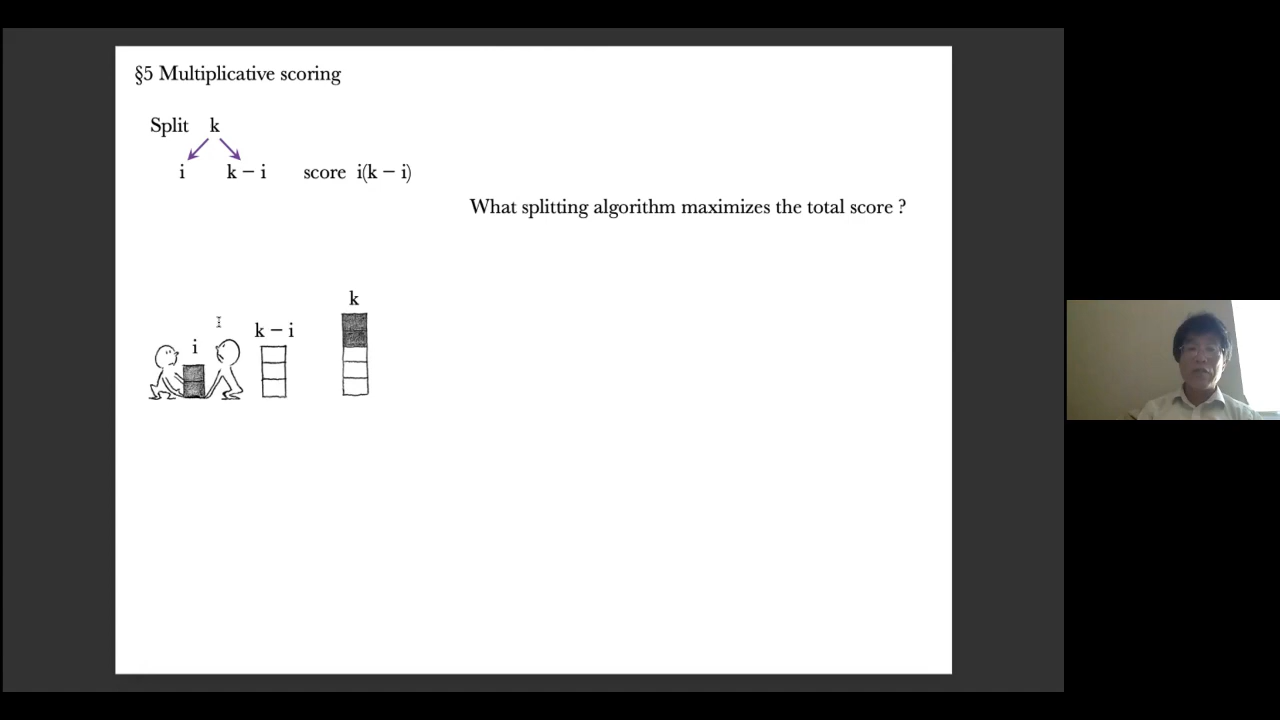 §5 Multiplicative scoring
Split k
i k − i score i(k − i)
What splitting algorithm maximizes the total score ?
k
k − i
i